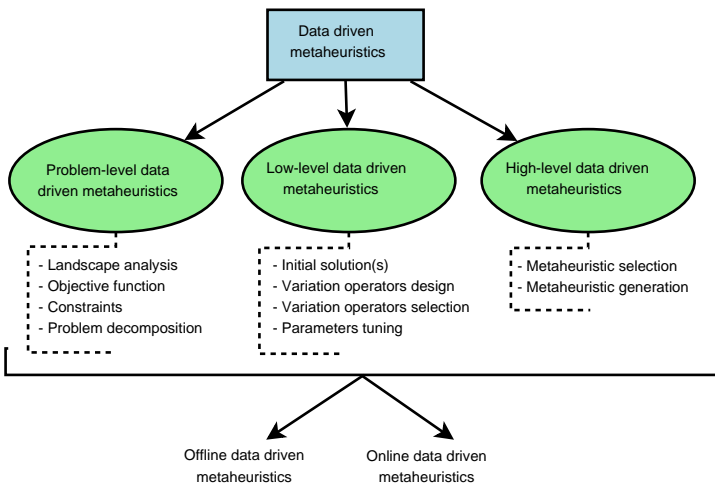 Data driven
metaheuristics
Problem-level data
driven metaheuristics
Low-level data driven
metaheuristics
High-level data driven
metaheuristics
- Landscape analysis
- Objective function
- Constraints
- Problem decomposition
- Initial solution(s)
- Variation operators design
- Variation operators selection
- Parameters tuning
- Metaheuristic selection
- Metaheuristic generation
Offline data driven
metaheuristics
Online data driven
metaheuristics